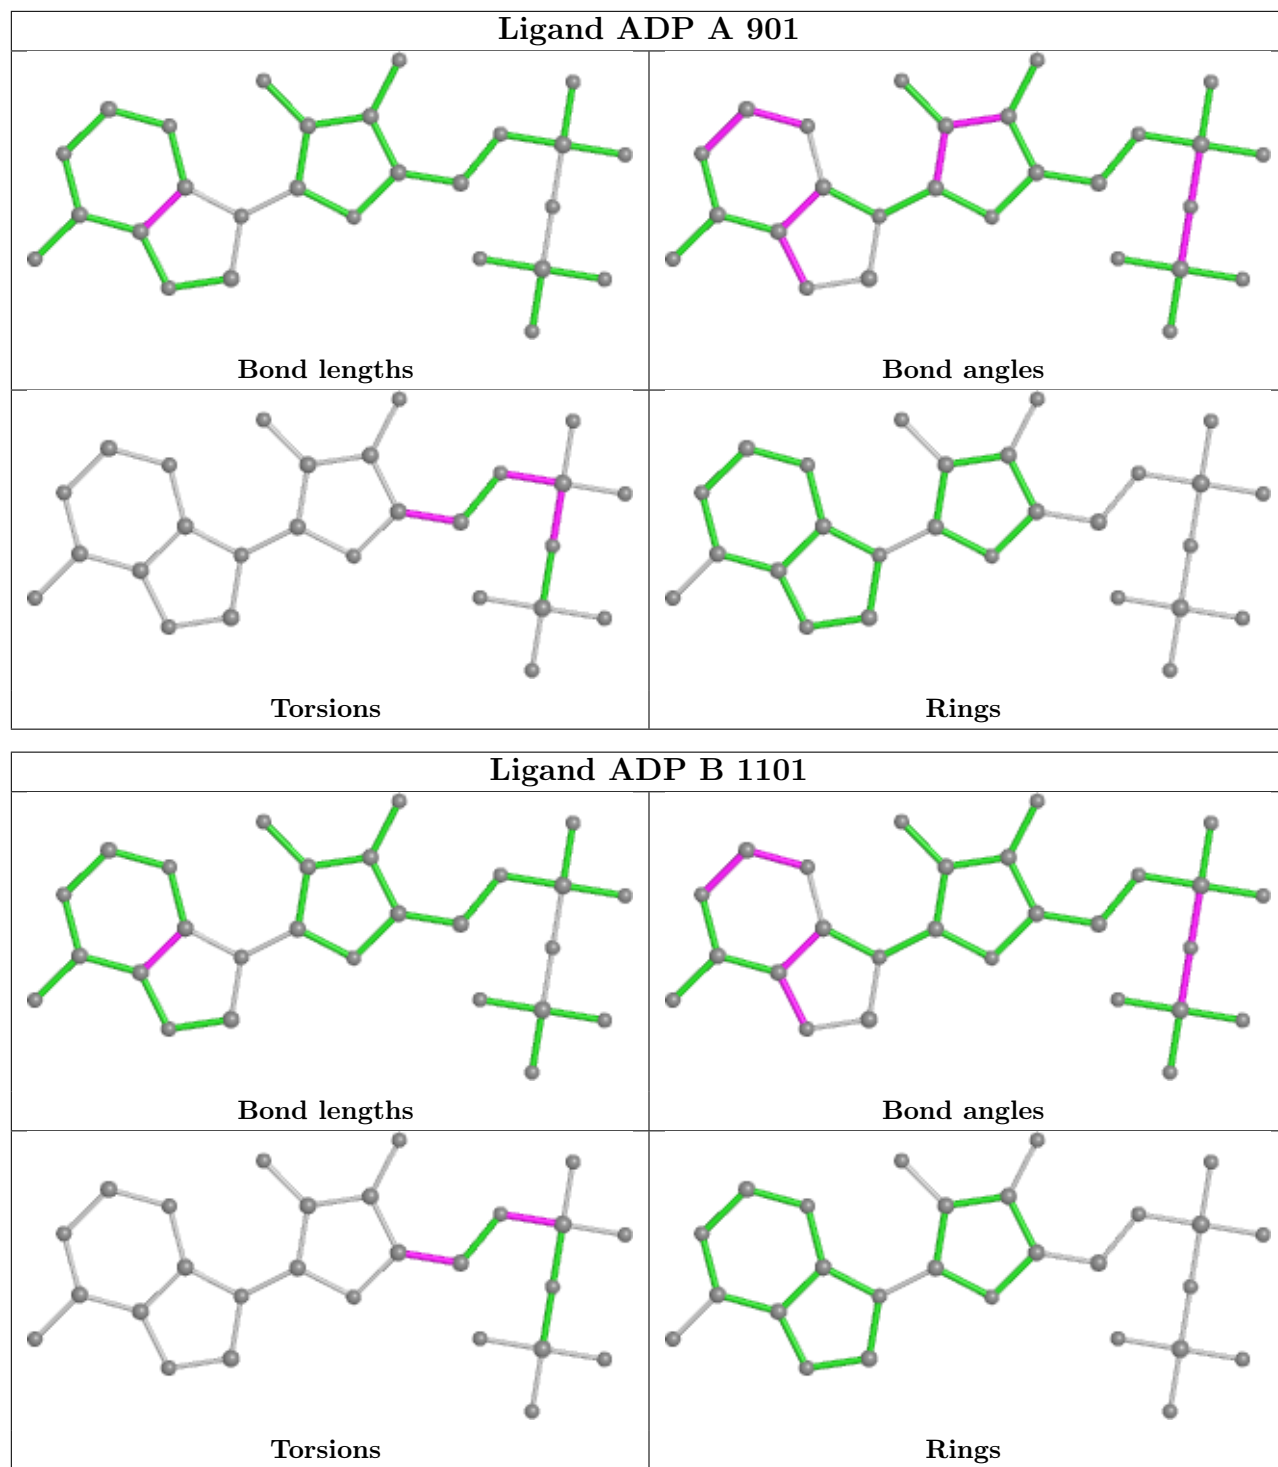 Ligand ADP A 901
Bond lengths
Bond angles
Torsions
Rings
Ligand ADP B 1101
Bond lengths
Bond angles
Torsions
Rings